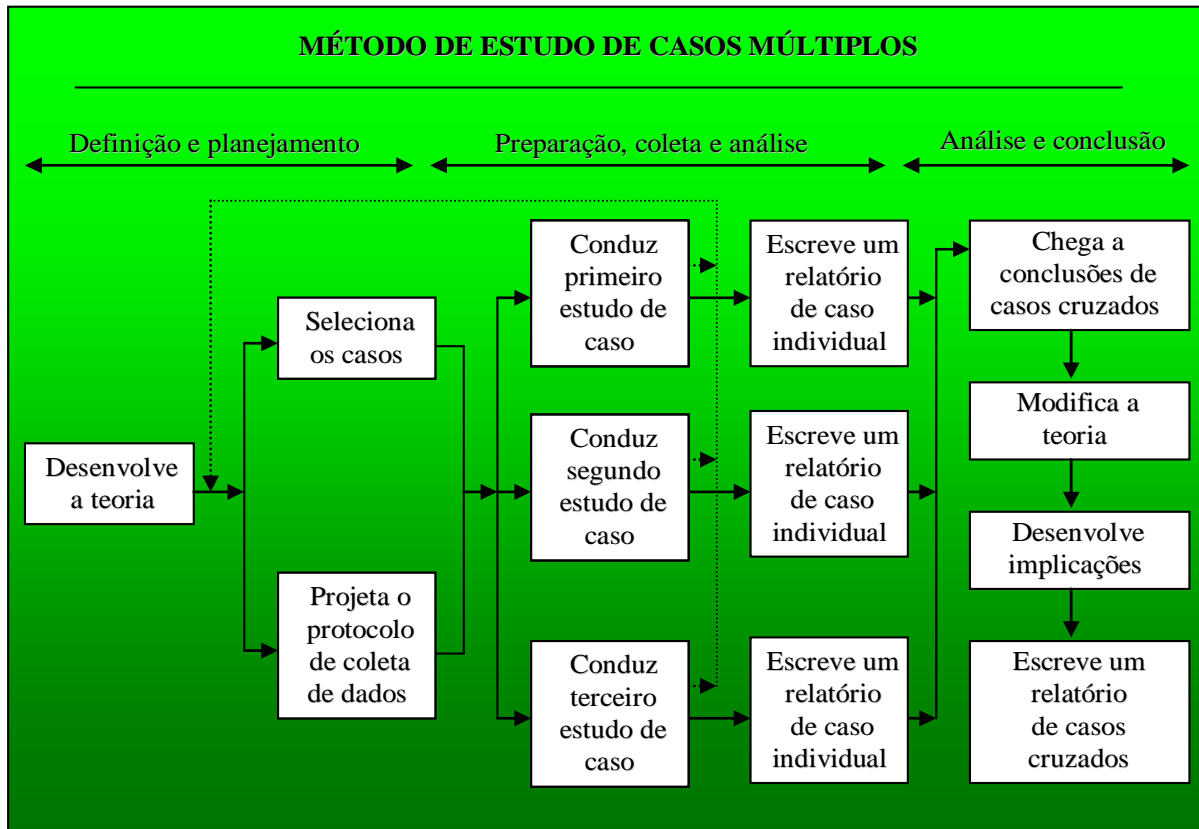 MÉTODO DE ESTUDO DE CASOS MÚLTIPLOS
Definição e planejamento
Preparação, coleta e análise
Análise e conclusão
Desenvolve
a teoria
Seleciona
os casos
Projeta o
protocolo
de coleta
de dados
Conduz
primeiro
estudo de
caso
Escreve um
relatório
de caso
individual
Conduz
segundo
estudo de
caso
Escreve um
relatório
de caso
individual
Conduz
terceiro
estudo de
caso
Escreve um
relatório
de caso
individual
Chega a
conclusões de
casos cruzados
Modifica a
teoria
Desenvolve
implicações
Escreve um
relatório
de casos
cruzados